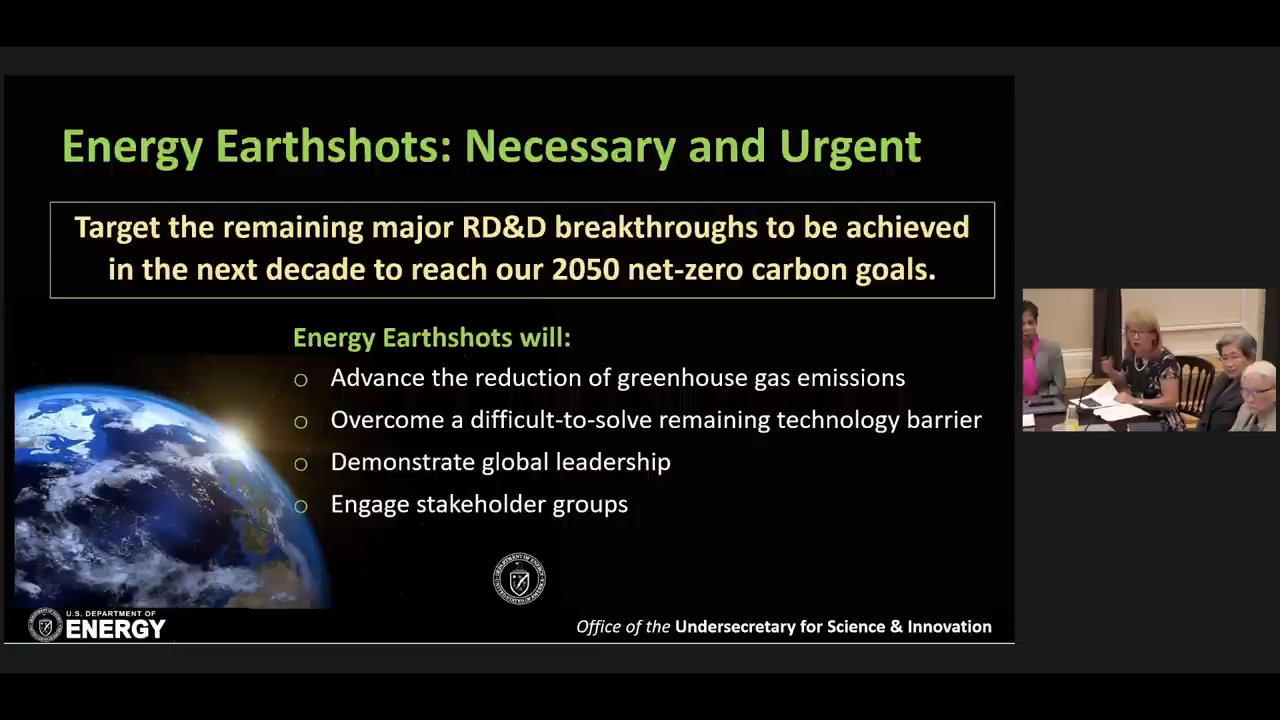 Energy Earthshots: Necessary and Urgent
Target the remaining major RD&D breakthroughs to be achieved
in the next decade to reach our 2050 net-zero carbon goals.
Energy Earthshots will:
Advance the reduction of greenhouse gas emissions
Overcome a difficult-to-solve remaining technology barrier
Demonstrate global leadership
Engage stakeholder groups
U.S. DEPARTMENT OF
ENERGY
Office of the Undersecretary for Science & Innovation